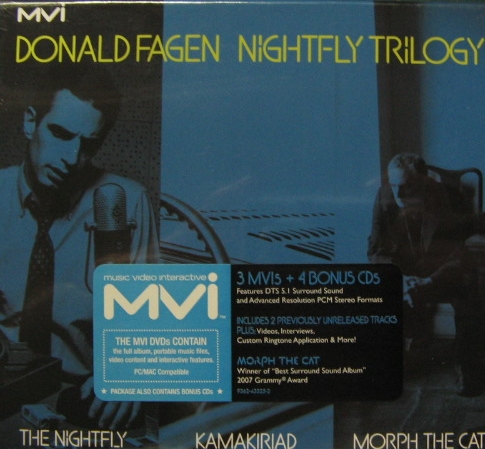 MVi
DONALD FAGEN NIGHTFLY TRILOGY
music video interactive
MVi
™
THE MVI DVDS CONTAIN
the full album, portable music files,
video content and interactive features.
PC/MAC Compatible
★ PACKAGE ALSO CONTAINS BONUS CDs ★
3 MVIs + 4 BONUS CDs
Features DTS 5.1 Surround Sound
and Advanced Resolution PCM Stereo Formats
INCLUDES 2 PREVIOUSLY UNRELEASED TRACKS
PLUS Videos, Interviews,
Custom Ringtone Application & More!
MORPH THE CAT
Winner of "Best Surround Sound Album"
2007 Grammy® Award
THE NIGHTFLY KAMAKIRIAD MORPH THE CAT